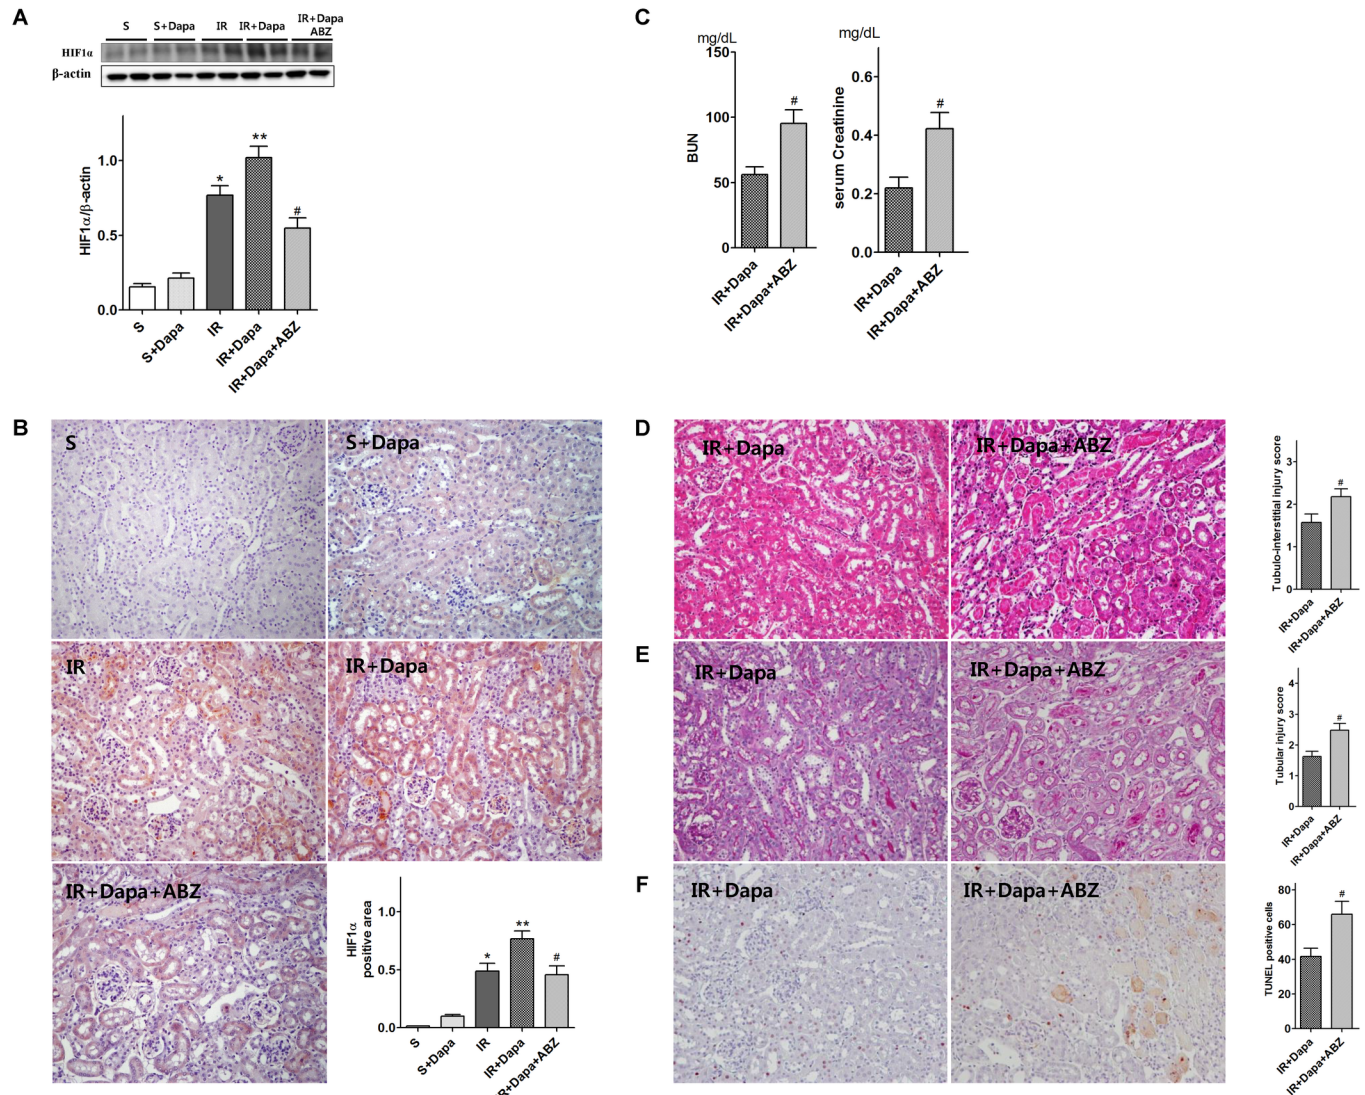 A
S S+Dapa IR IR+Dapa IR+Dapa
ABZ
HIF1α
β-actin
HIF1α/β-actin
1.0
0.5
0.0
*
**
#
S
S+Dapa
IR
IR+Dapa
IR+Dapa+ABZ
C
mg/dL
BUN
150
100
50
0
#
IR+Dapa
IR+Dapa+ABZ
mg/dL
serum Creatinine
0.6
0.4
0.2
0.0
#
IR+Dapa
IR+Dapa+ABZ
B
S
S+Dapa
IR
IR+Dapa
IR+Dapa+ABZ
HIF1α
positive area
1.0
0.5
0.0
*
**
#
S
S+Dapa
IR
IR+Dapa
IR+Dapa+ABZ
D
IR+Dapa
IR+Dapa+ABZ
Tubulo-interstitial injury score
3
2
1
0
#
IR+Dapa
IR+Dapa+ABZ
E
IR+Dapa
IR+Dapa+ABZ
Tubular injury score
4
3
2
1
0
#
IR+Dapa
IR+Dapa+ABZ
F
IR+Dapa
IR+Dapa+ABZ
TUNEL positive cells
80
60
40
20
0
#
IR+Dapa
IR+Dapa+ABZ